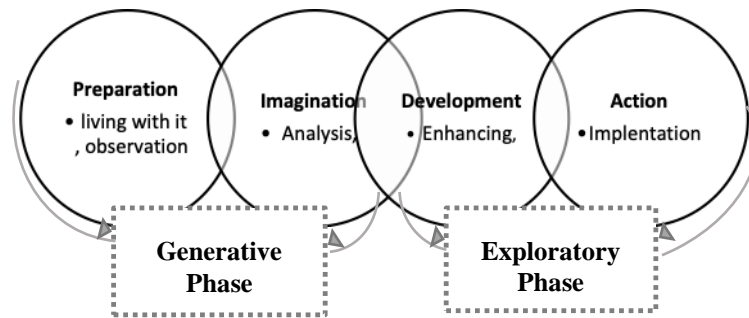 Preparation
• living with it
, observation
Imagination
• Analysis,
Development
• Enhancing,
Action
• Implentation
Generative
Phase
Exploratory
Phase